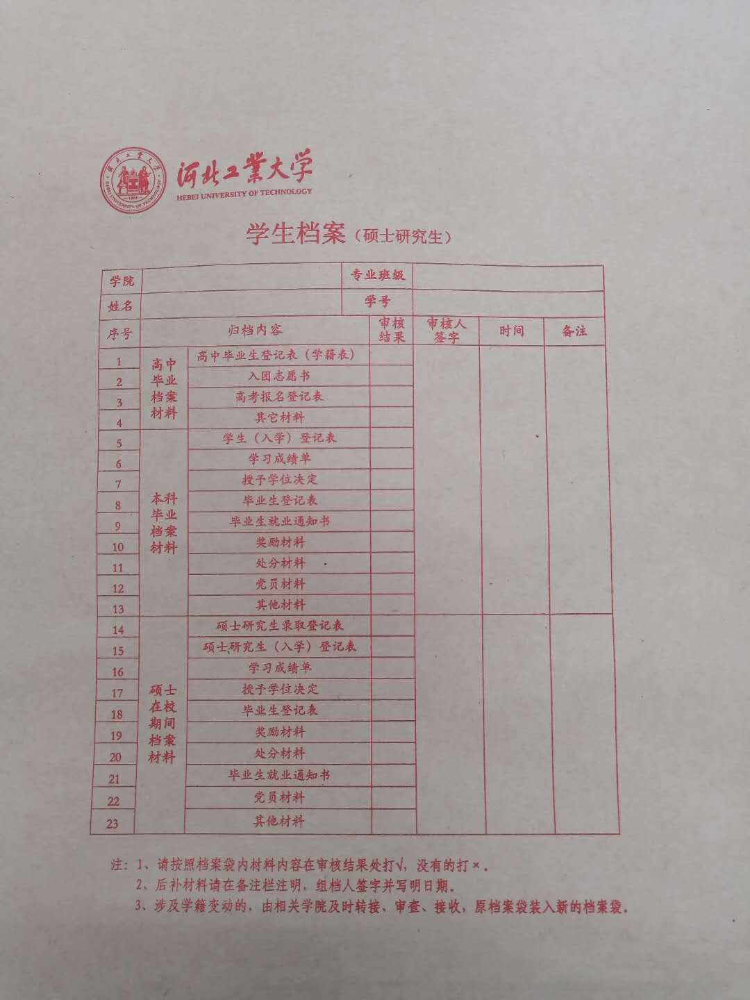 河北工業大學
HEBEI UNIVERSITY OF TECHNOLOGY
1903
河北工业大学
HEBEI UNIVERSITY OF TECHNOLOGY
学生档案（硕士研究生）
学院 专业班级
姓名 学号
序号 归档内容 审核结果 审核人签字 时间 备注
高中毕业档案材料
1 高中毕业生登记表（学籍表）
2 入团志愿书
3 高考报名登记表
4 其它材料
本科毕业档案材料
5 学生（入学）登记表
6 学习成绩单
7 授予学位决定
8 毕业生登记表
9 毕业生就业通知书
10 奖励材料
11 处分材料
12 党员材料
13 其他材料
硕士在校期间档案材料
14 硕士研究生录取登记表
15 硕士研究生（入学）登记表
16 学习成绩单
17 授予学位决定
18 毕业生登记表
19 奖励材料
20 处分材料
21 毕业生就业通知书
22 党员材料
23 其他材料
注：1、请按照档案袋内材料内容在审核结果处打√，没有的打×。
2、后补材料请在备注栏注明，组档人签字并写明日期。
3、涉及学籍变动的，由相关学院及时转接、审查、接收，原档案袋装入新的档案袋。